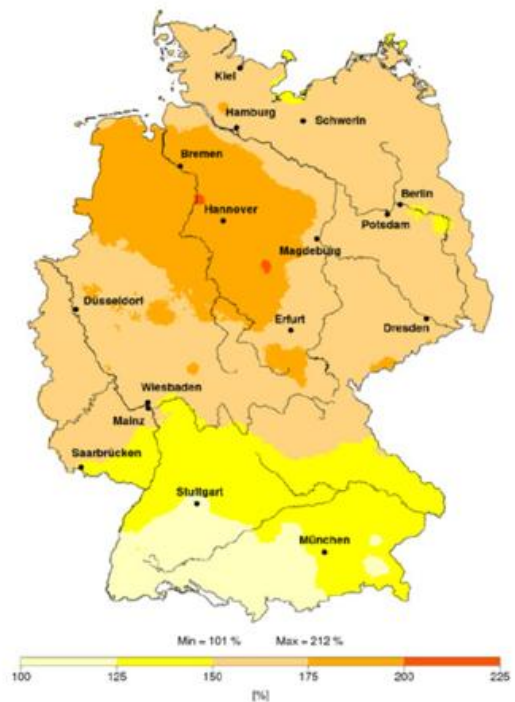 Kiel
Hamburg
Schwerin
Bremen
Berlin
Hannover
Potsdam
Magdeburg
Düsseldorf
Erfurt
Dresden
Wiesbaden
Mainz
Saarbrücken
Stuttgart
München
Min = 101 % Max = 212 %
100 125 150 175 200 225
[%]